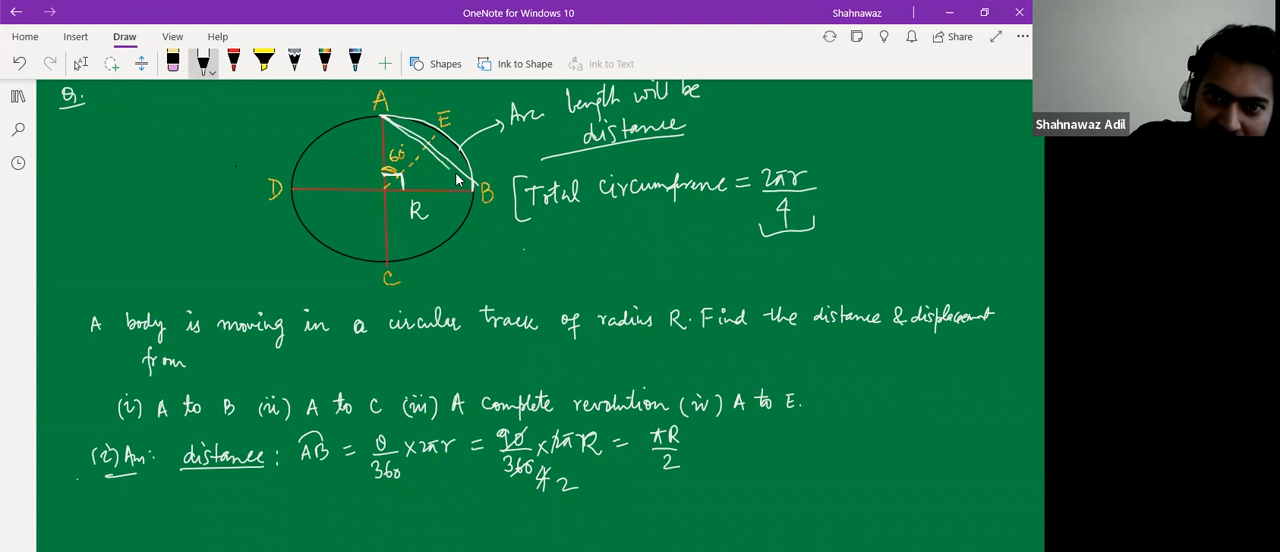 OneNote for Windows 10
Shahnawaz
Home Insert Draw View Help
Share
Shapes Ink to Shape Ink to Text
Shahnawaz Adil
Q.
A
E
60°
D
B
R
C
Arc length will be
distance
[Total circumfrene = 2πr/4
A body is moving in a circular track of radius R. Find the distance & displacement
from
(i) A to B (ii) A to C (iii) A complete revolution (iv) A to E.
(i) Ans: distance: AB = θ/360 × 2πr = 90/360 × 2πR = πR/2
4 2